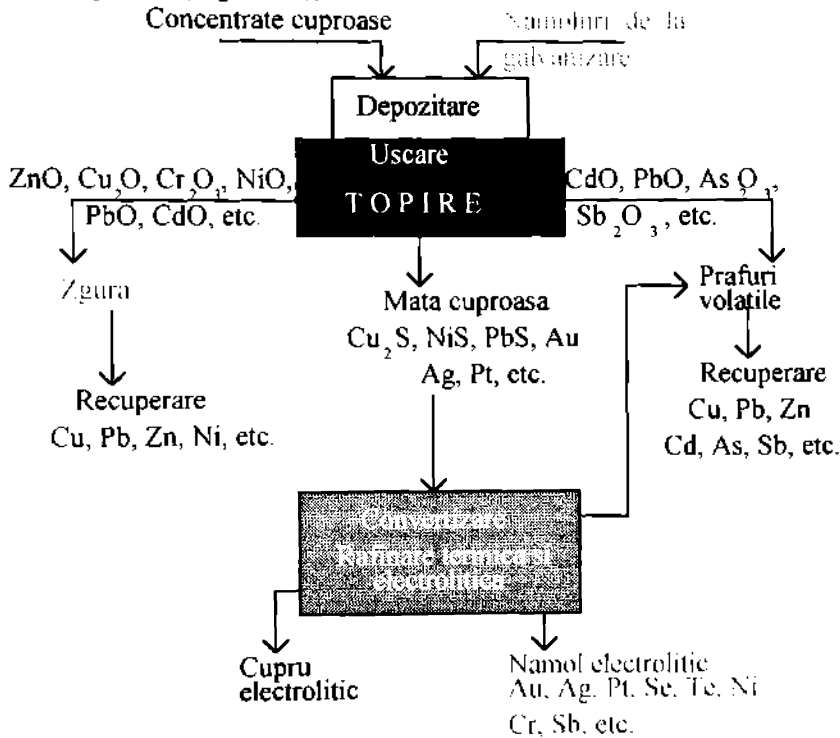 Concentrate cuproase
Namoluri de la
galvanizare
Depozitare
Uscare
TOPIRE
ZnO, Cu₂O, Cr₂O₃, NiO,
PbO, CdO, etc.
CdO, PbO, As₂O₃,
Sb₂O₃, etc.
Zgura
Mata cuproasa
Cu₂S, NiS, PbS, Au
Ag, Pt, etc.
Prafuri
volatile
Recuperare
Cu, Pb, Zn, Ni, etc.
Recuperare
Cu, Pb, Zn
Cd, As, Sb, etc.
Convertizare
Rafinare termica si
electrolitica
Cupru
electrolitic
Namol electrolitic
Au, Ag, Pt, Se, Te, Ni
Cr, Sb, etc.